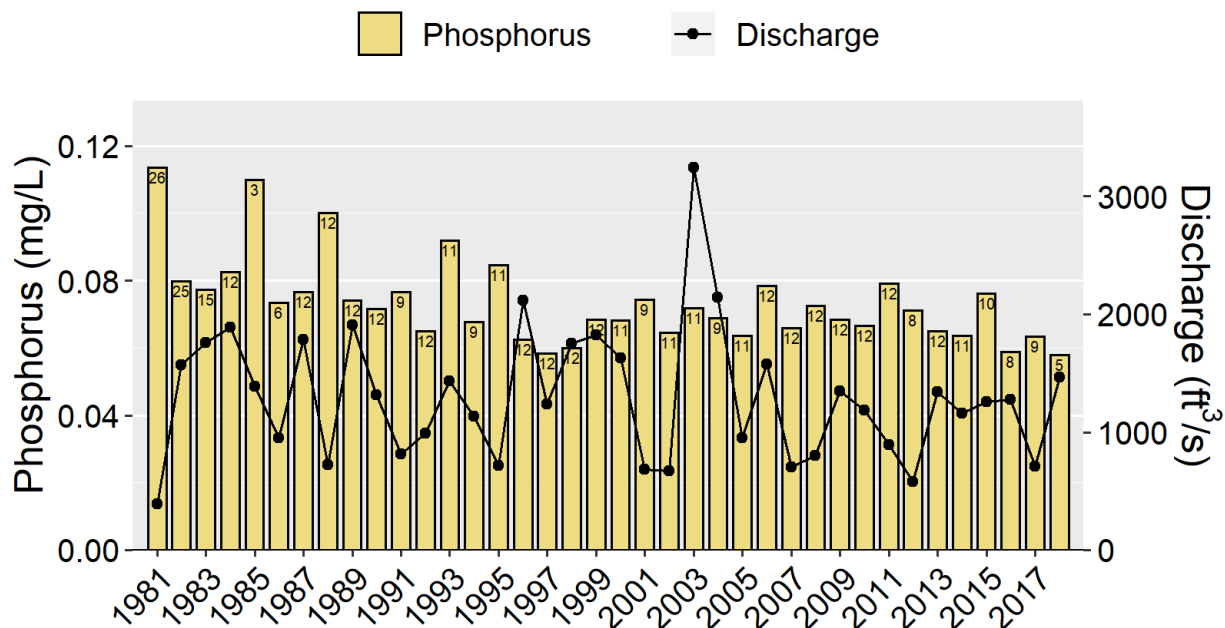 Phosphorus Discharge
Phosphorus (mg/L)
0.12
0.08
0.04
0.00
26 25 15 12 3 6 12 12 12 12 9 12 11 9 11 12 12 12 12 11 9 11 11 9 11 12 12 12 12 12 12 8 12 11 10 8 9 5
3000
2000
1000
0
Discharge (ft³/s)
1981 1983 1985 1987 1989 1991 1993 1995 1997 1999 2001 2003 2005 2007 2009 2011 2013 2015 2017